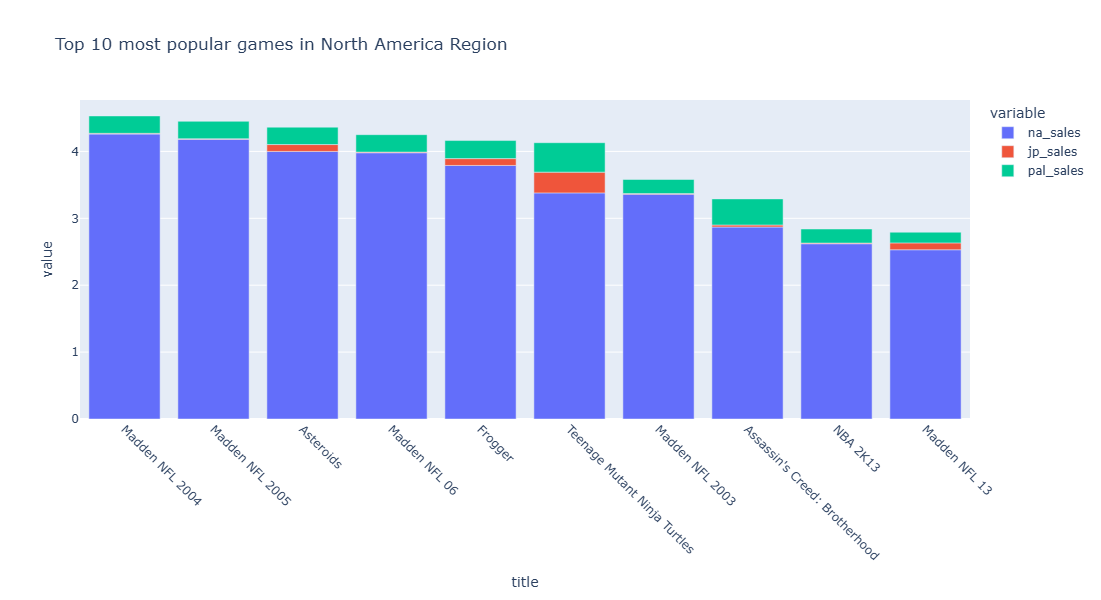 Top 10 most popular games in North America Region
variable
na_sales
jp_sales
pal_sales
value
4
3
2
1
0
Madden NFL 2004
Madden NFL 2005
Asteroids
Madden NFL 06
Frogger
Teenage Mutant Ninja Turtles
Madden NFL 2003
Assassin's Creed: Brotherhood
NBA 2K13
Madden NFL 13
title